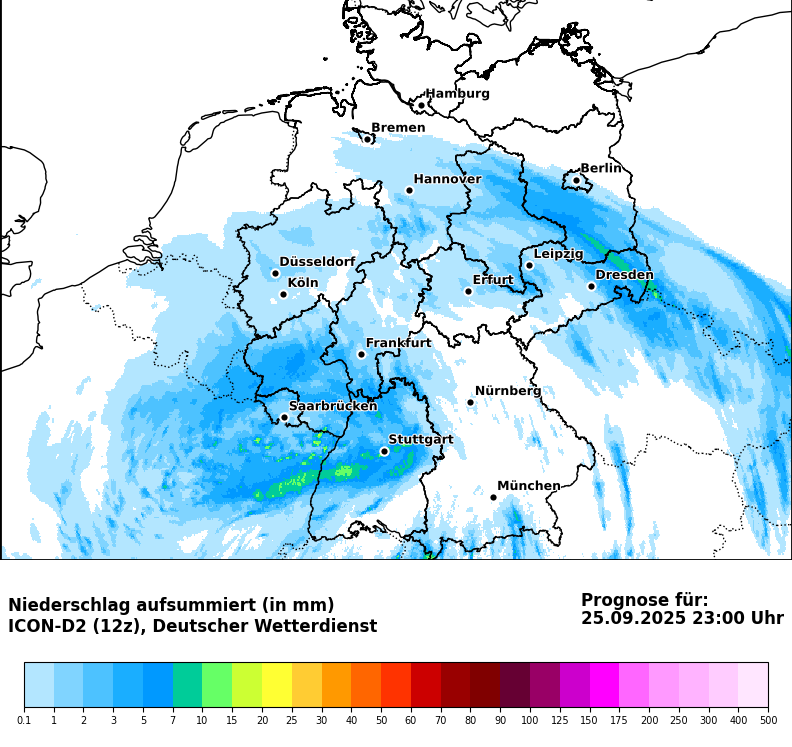 Hamburg
Bremen
Berlin
Hannover
Düsseldorf
Leipzig
Köln
Erfurt
Dresden
Frankfurt
Nürnberg
Saarbrücken
Stuttgart
München
Niederschlag aufsummiert (in mm)
ICON-D2 (12z), Deutscher Wetterdienst
Prognose für:
25.09.2025 23:00 Uhr
0.1 1 2 3 5 7 10 15 20 25 30 40 50 60 70 80 90 100 125 150 175 200 250 300 400 500